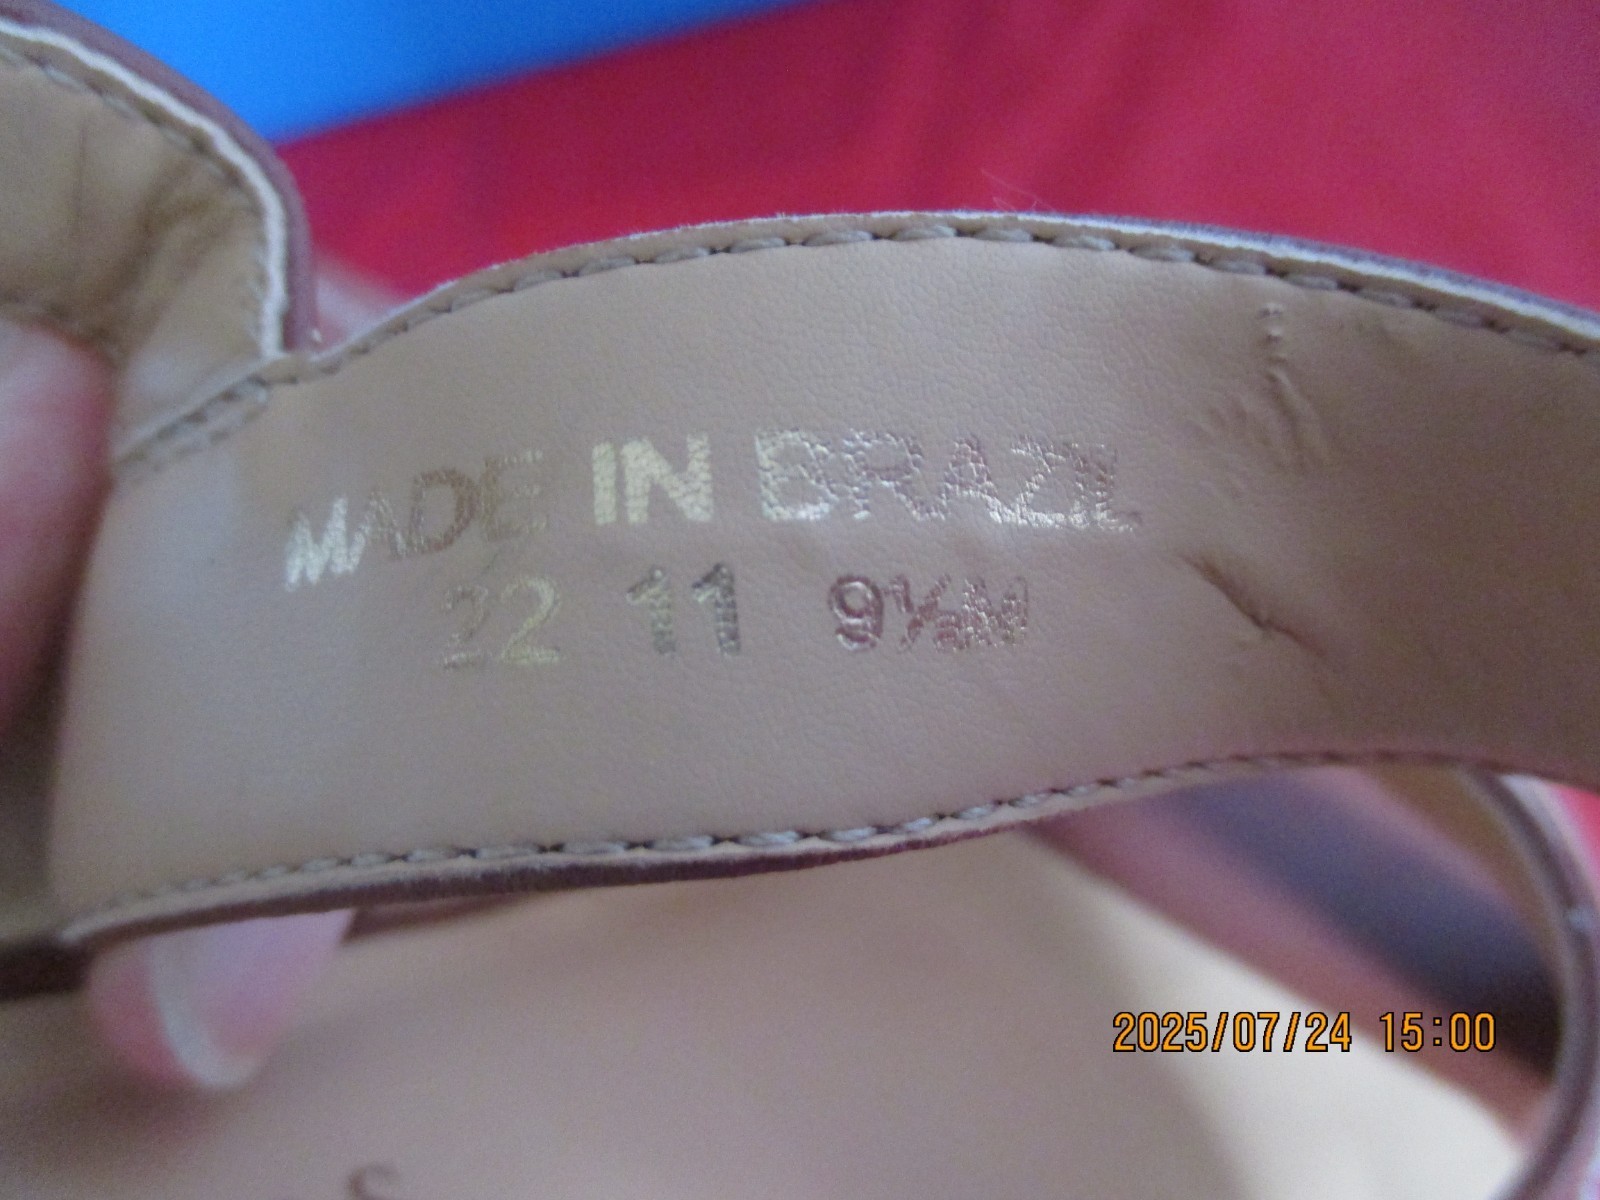 MADE IN BRAZIL
22 11 9½M
2025/07/24 15:00